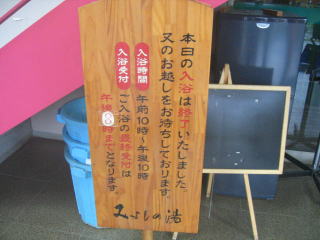 本日の入浴は終了いたしました。
又のお越しをお待ちしております。
入浴時間 午前10時～午後10時
入浴受付 ご入浴の最終受付は
午後 時までとなります。
みよしの湯